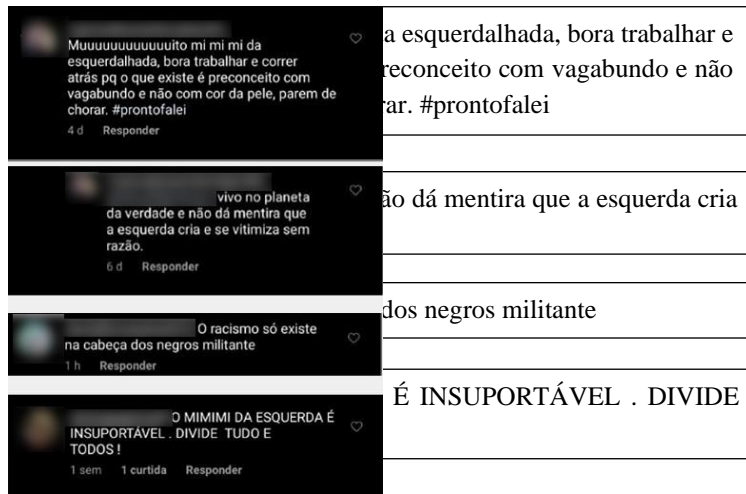 Muuuuuuuuuuuuito mi mi mi da
esquerdalhada, bora trabalhar e correr
atrás pq o que existe é preconceito com
vagabundo e não com cor da pele, parem de
chorar. #prontofalei
4 d Responder
a esquerdalhada, bora trabalhar e
reconceito com vagabundo e não
rar. #prontofalei
vivo no planeta
da verdade e não dá mentira que
a esquerda cria e se vitimiza sem
razão.
6 d Responder
ão dá mentira que a esquerda cria
O racismo só existe
na cabeça dos negros militante
1 h Responder
dos negros militante
O MIMIMI DA ESQUERDA É
INSUPORTÁVEL . DIVIDE TUDO E
TODOS !
1 sem 1 curtida Responder
É INSUPORTÁVEL . DIVIDE